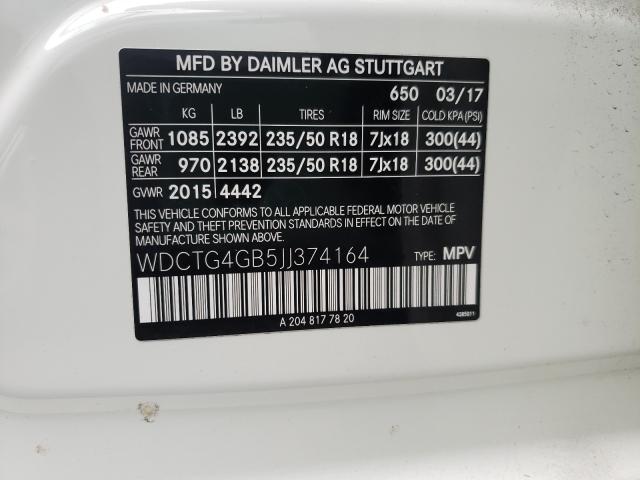 MFD BY DAIMLER AG STUTTGART
MADE IN GERMANY 650 03/17
KG LB TIRES RIM SIZE COLD KPA (PSI)
GAWR FRONT 1085 2392 235/50 R18 7Jx18 300(44)
GAWR REAR 970 2138 235/50 R18 7Jx18 300(44)
GVWR 2015 4442
THIS VEHICLE CONFORMS TO ALL APPLICABLE FEDERAL MOTOR VEHICLE
SAFETY AND THEFT PREVENTION STANDARDS IN EFFECT ON THE DATE OF
MANUFACTURE SHOWN ABOVE.
WDCTG4GB5JJ374164 TYPE: MPV
A 204 817 78 20